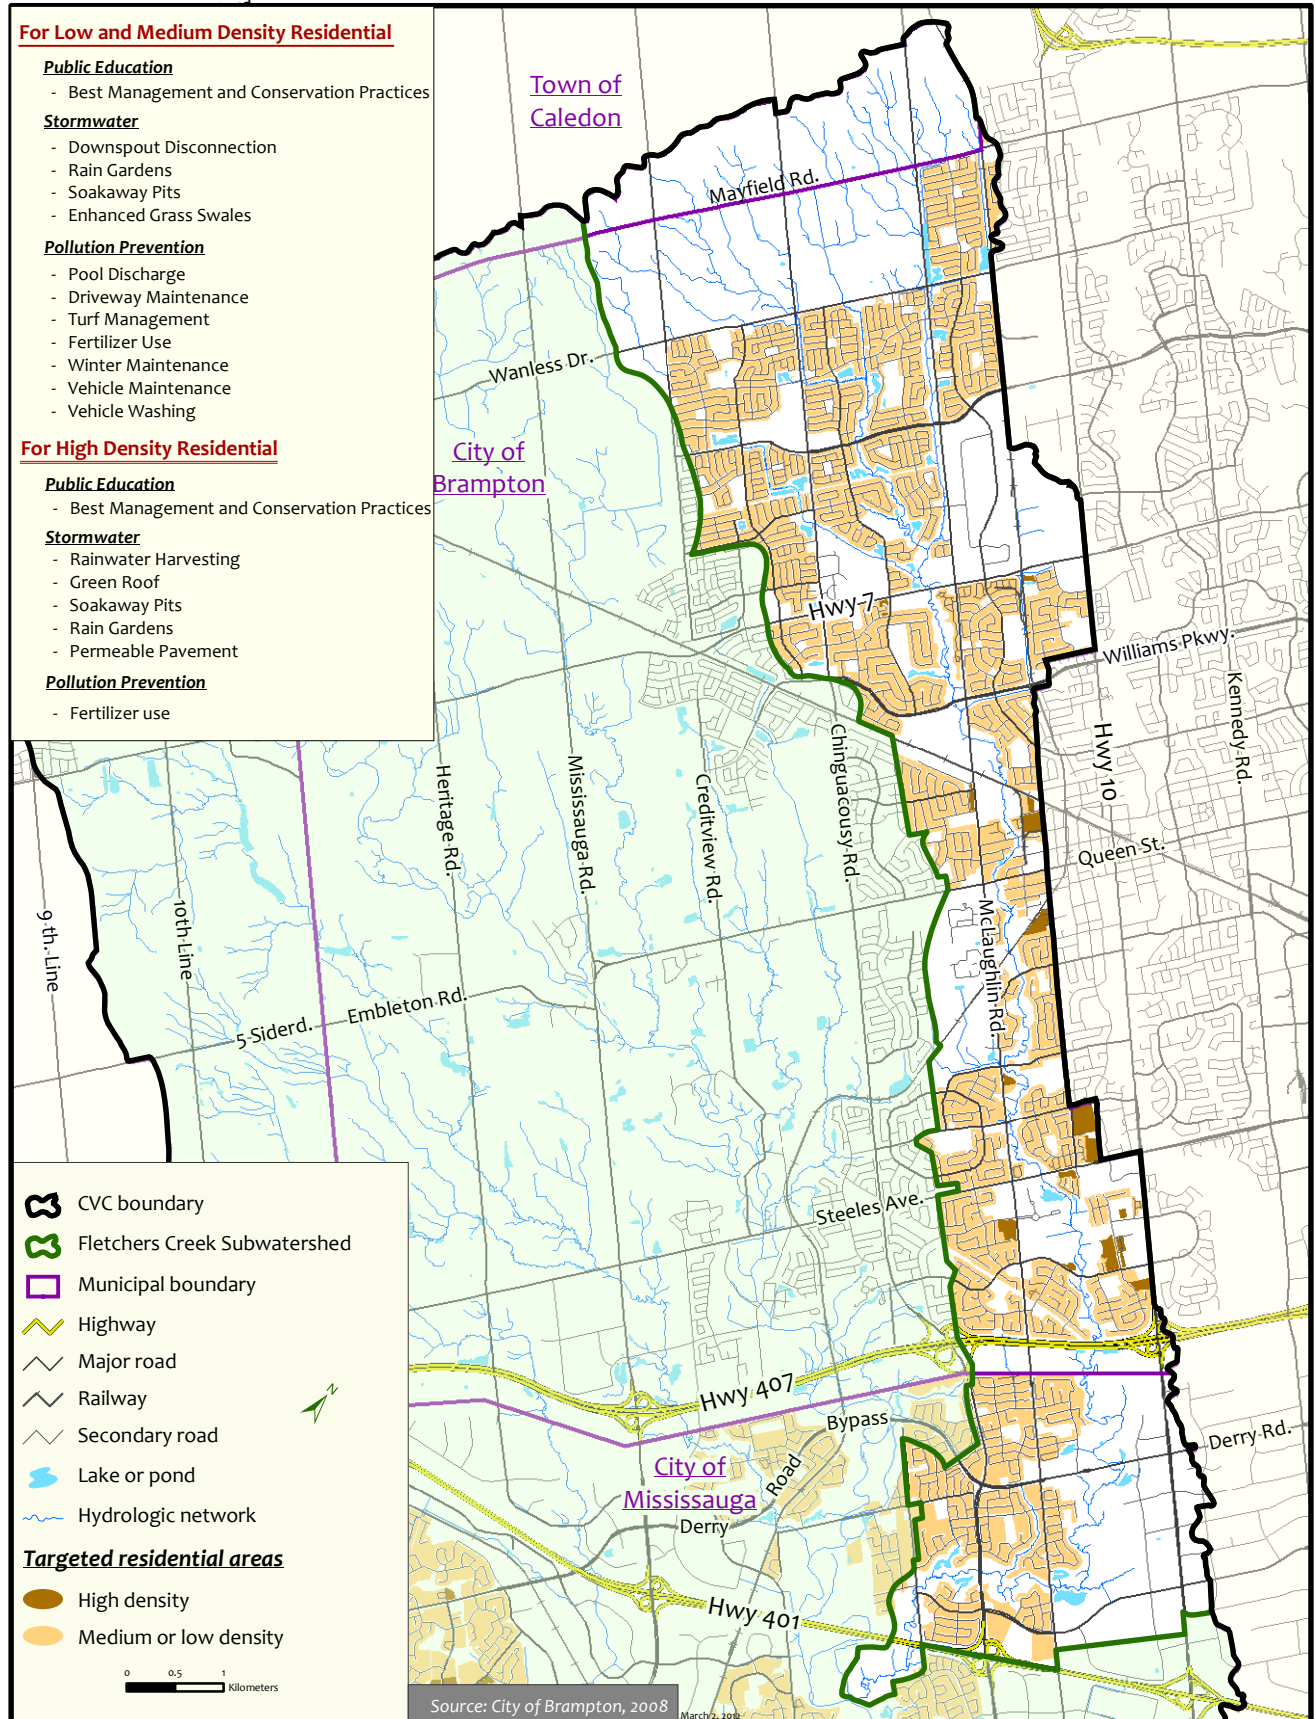 For Low and Medium Density Residential
Public Education
- Best Management and Conservation Practices
Stormwater
- Downspout Disconnection
- Rain Gardens
- Soakaway Pits
- Enhanced Grass Swales
Pollution Prevention
- Pool Discharge
- Driveway Maintenance
- Turf Management
- Fertilizer Use
- Winter Maintenance
- Vehicle Maintenance
- Vehicle Washing
For High Density Residential
Public Education
- Best Management and Conservation Practices
Stormwater
- Rainwater Harvesting
- Green Roof
- Soakaway Pits
- Rain Gardens
- Permeable Pavement
Pollution Prevention
- Fertilizer use
Town of
Caledon
Mayfield Rd.
Wanless Dr.
City of
Brampton
Hwy 7
Williams Pkwy.
Kennedy Rd.
Hwy 10
Chinguacousy Rd.
Creditview Rd.
Mississauga Rd.
Heritage Rd.
Queen St.
McLaughlin Rd.
10th Line
9 th. Line
Embleton Rd.
5 Siderd.
Steeles Ave.
Hwy 407
Bypass
Road
Derry
Derry Rd.
City of
Mississauga
Hwy 401
CVC boundary
Fletchers Creek Subwatershed
Municipal boundary
Highway
Major road
Railway
Secondary road
N
Lake or pond
Hydrologic network
Targeted residential areas
High density
Medium or low density
0 0.5 1
Kilometers
Source: City of Brampton, 2008
March 2, 2012